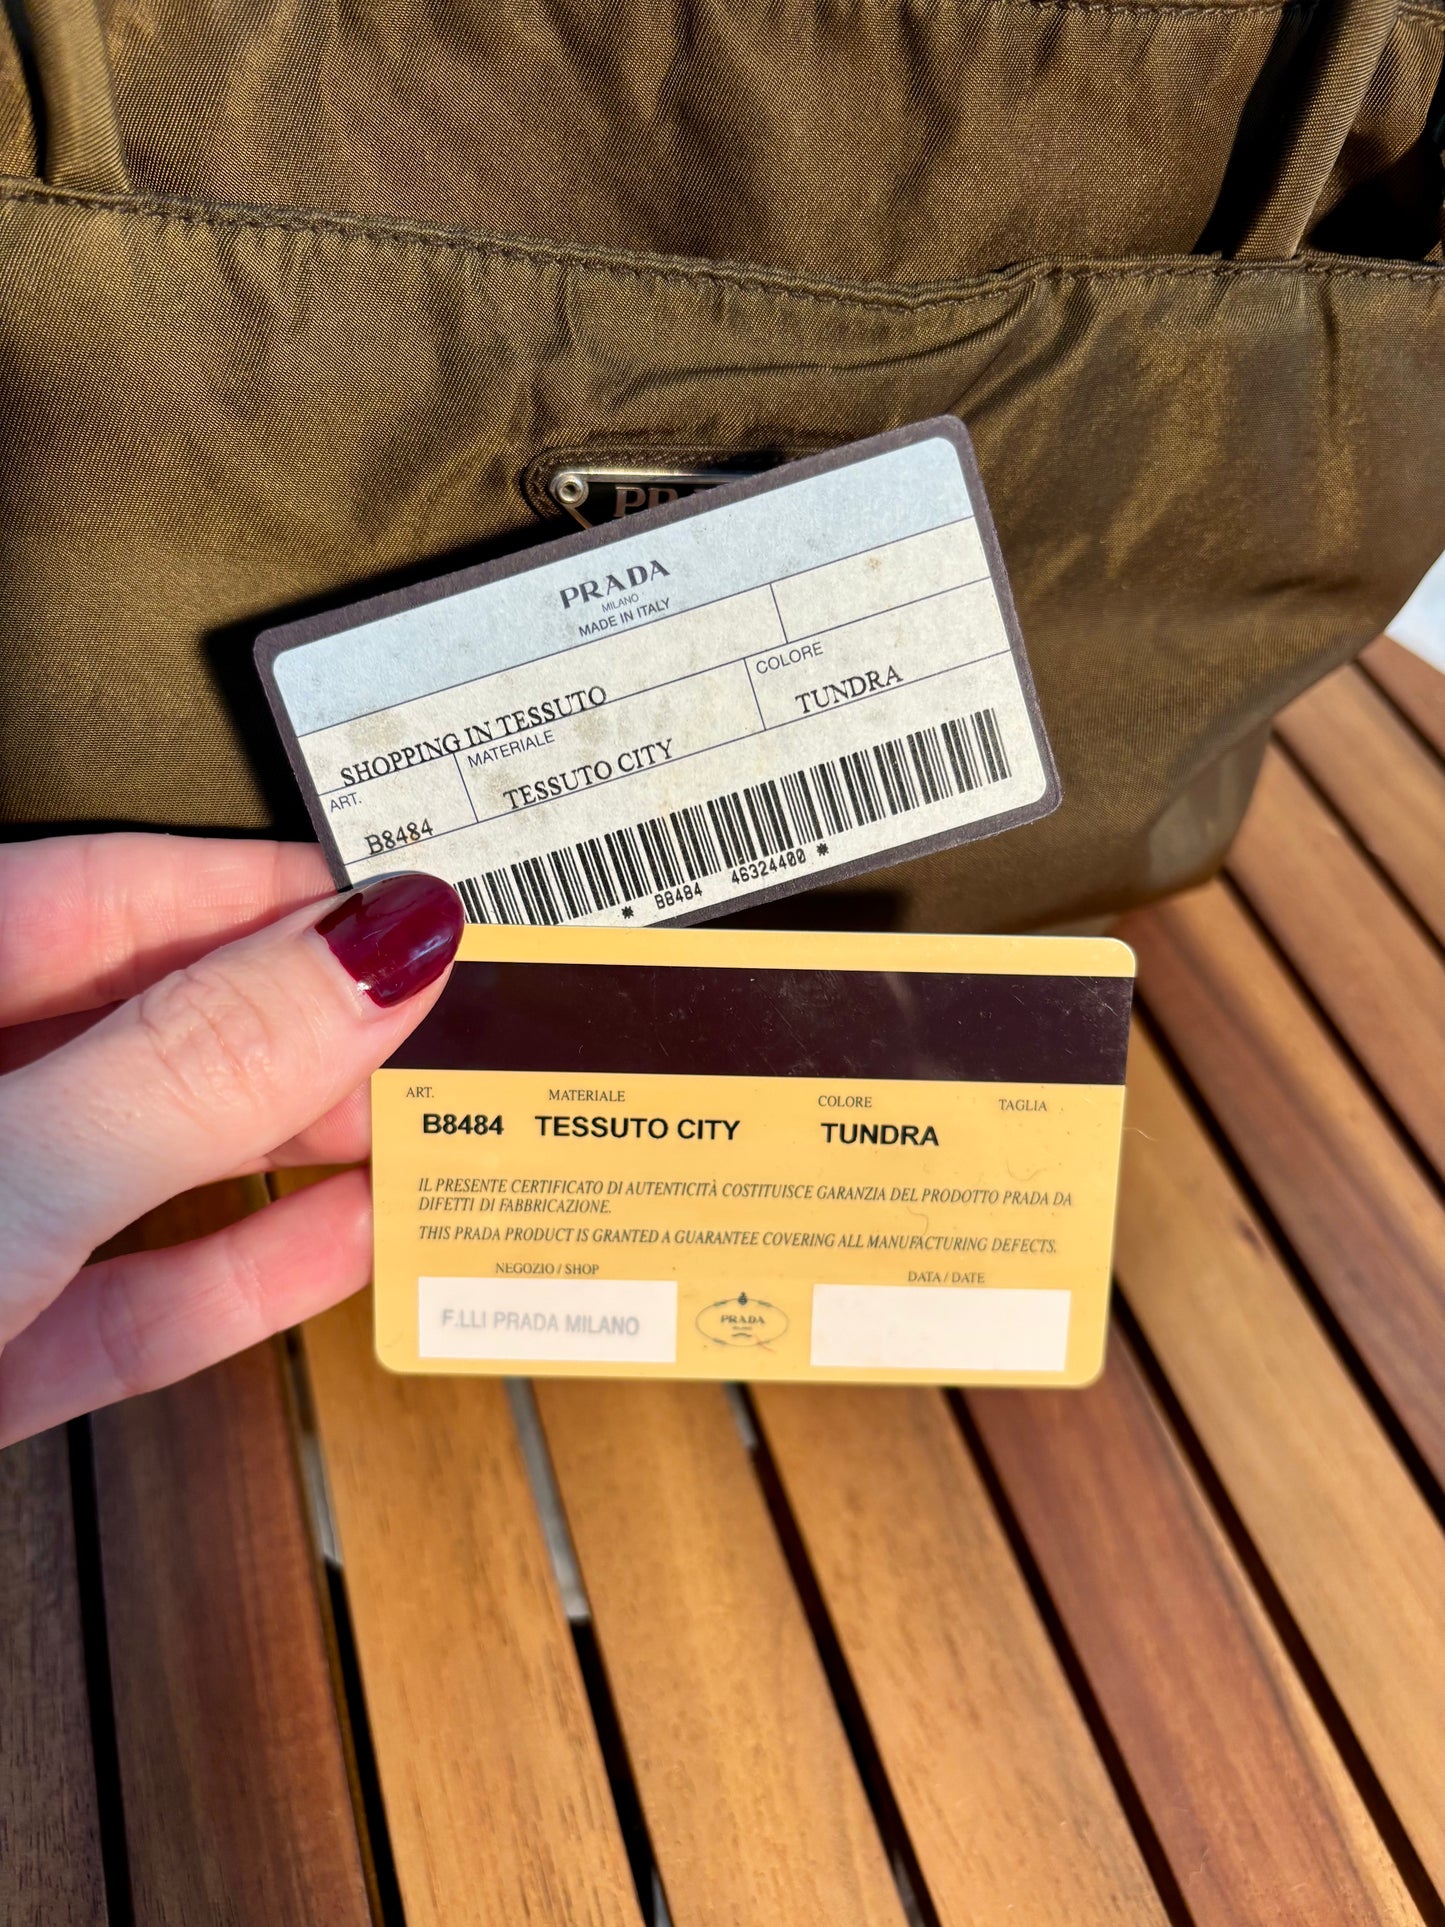 PRADA
MILANO
MADE IN ITALY
SHOPPING IN TESSUTO
MATERIALE
COLORE
TESSUTO CITY
TUNDRA
ART.
B8484
* B8484 46324400 *
ART. MATERIALE COLORE TAGLIA
B8484 TESSUTO CITY TUNDRA
IL PRESENTE CERTIFICATO DI AUTENTICITÀ COSTITUISCE GARANZIA DEL PRODOTTO PRADA DA
DIFETTI DI FABBRICAZIONE.
THIS PRADA PRODUCT IS GRANTED A GUARANTEE COVERING ALL MANUFACTURING DEFECTS.
NEGOZIO / SHOP DATA / DATE
F.LLI PRADA MILANO
PRADA
MILANO